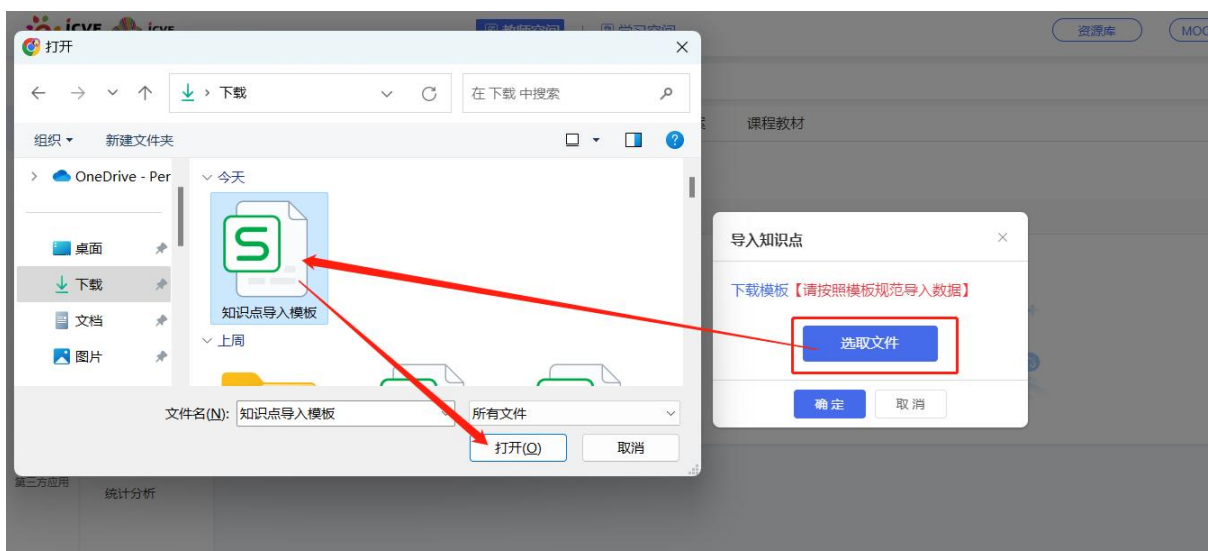 icve icve 教师空间 | 学习空间 资源库 MOO
打开
下载 在 下载 中搜索
课程教材
组织 新建文件夹
OneDrive - Per
今天
桌面
下载
文档
图片
知识点导入模板
上周
导入知识点
下载模板【请按照模板规范导入数据】
选取文件
确定 取消
文件名(N): 知识点导入模板 所有文件
打开(O) 取消
第三方应用
统计分析